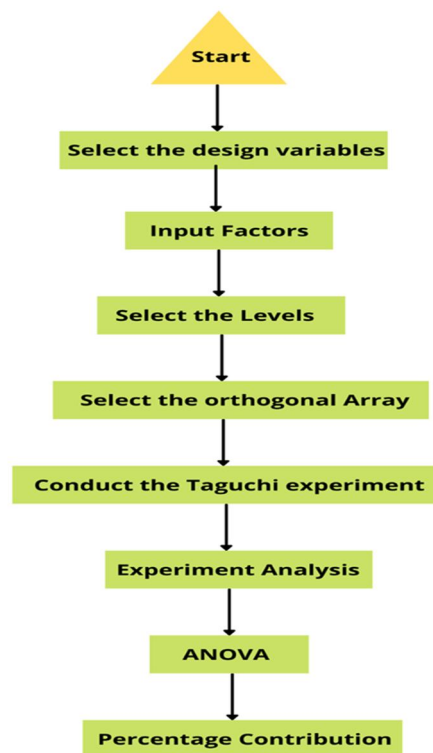 Start
Select the design variables
Input Factors
Select the Levels
Select the orthogonal Array
Conduct the Taguchi experiment
Experiment Analysis
ANOVA
Percentage Contribution